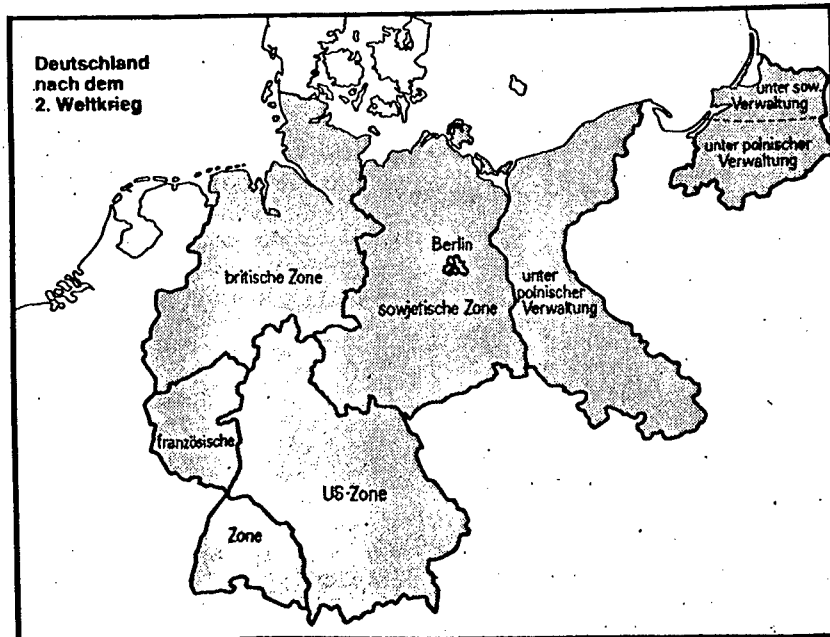 Deutschland
nach dem
2. Weltkrieg
unter sow.
Verwaltung
unter polnischer
Verwaltung
Berlin
britische Zone
sowjetische Zone
unter
polnischer
Verwaltung
französische
US-Zone
Zone